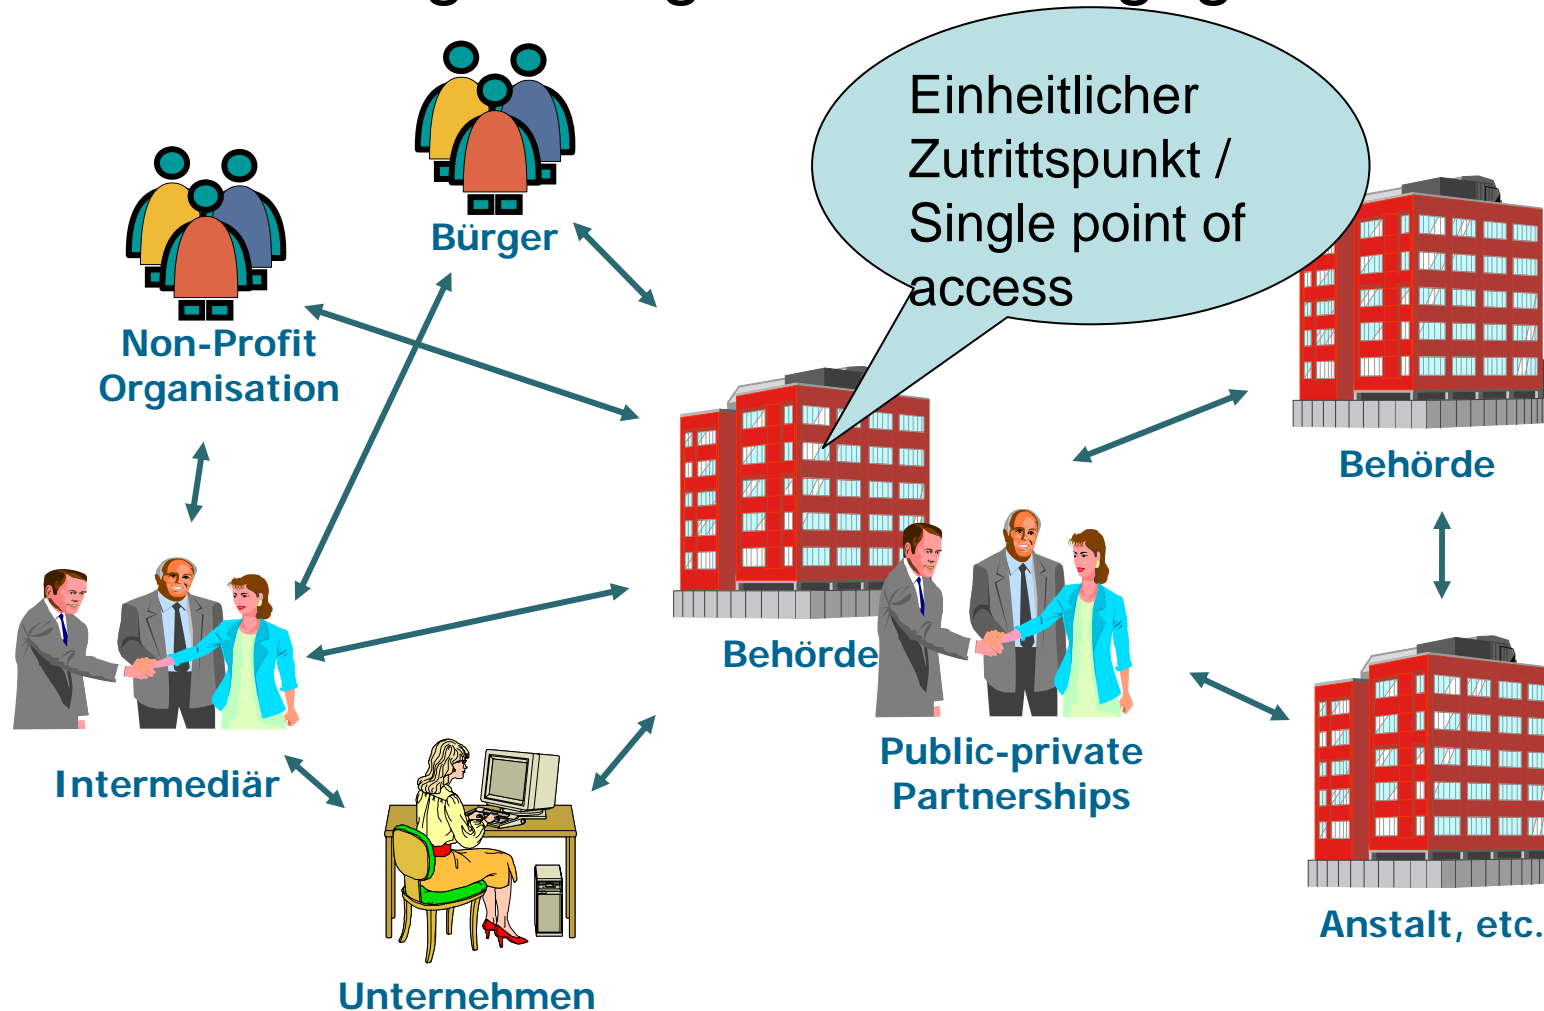 Einheitlicher
Zutrittspunkt /
Single point of
access
Bürger
Non-Profit
Organisation
Behörde
Behörde
Intermediär
Public-private
Partnerships
Anstalt, etc.
Unternehmen